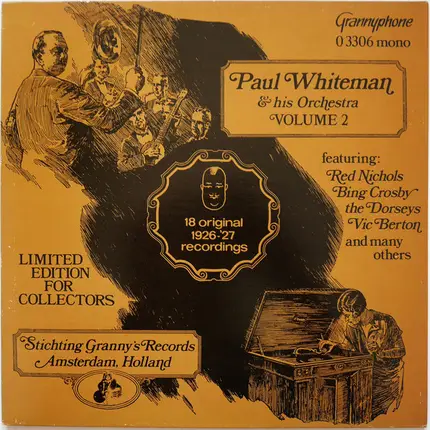 Grannyphone
0 3306 mono
Paul Whiteman
& his Orchestra
VOLUME 2
featuring:
Red Nichols
Bing Crosby
the Dorseys
Vic Berton
and many
others
18 original
1926-'27
recordings
LIMITED
EDITION
FOR
COLLECTORS
Stichting Granny's Records
Amsterdam, Holland